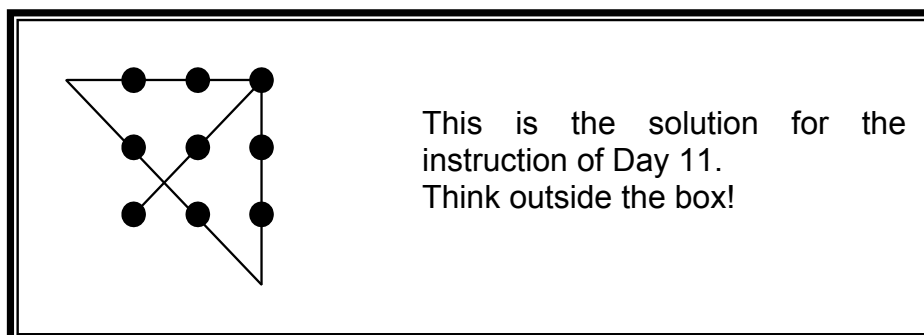 This is the solution for the
instruction of Day 11.
Think outside the box!